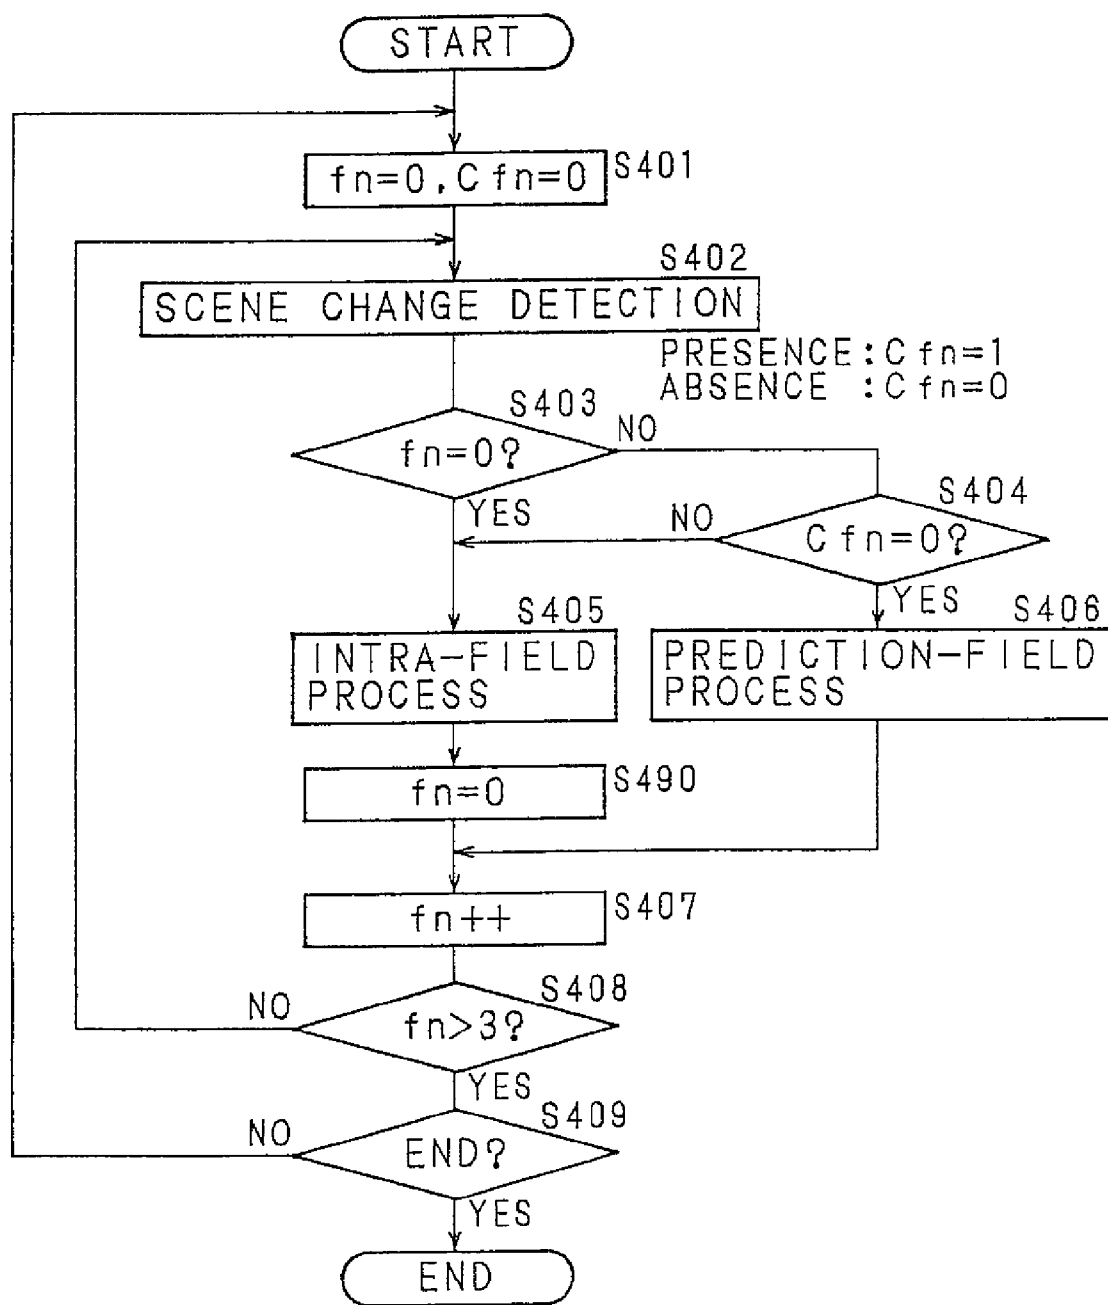 START
fn=0.Cfn=0
S401
S402
SCENE CHANGE DETECTION
PRESENCE:Cfn=1
ABSENCE :Cfn=0
S403
fn=0?
NO
YES
S404
NO
Cfn=0?
YES
S405
INTRA-FIELD
PROCESS
S406
PREDICTION-FIELD
PROCESS
fn=0
S490
fn++
S407
S408
NO
fn>3?
YES
S409
NO
END?
YES
END